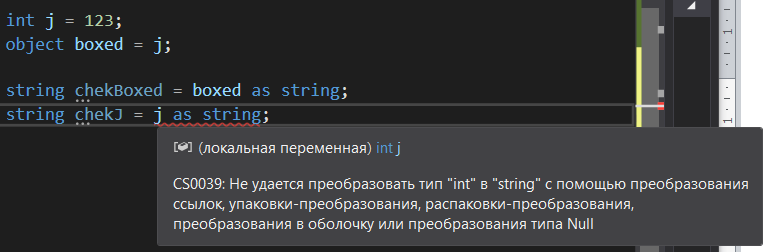 int j = 123;
object boxed = j;
string chekBoxed = boxed as string;
string chekJ = j as string;
(локальная переменная) int j
CS0039: Не удается преобразовать тип "int" в "string" с помощью преобразования
ссылок, упаковки-преобразования, распаковки-преобразования,
преобразования в оболочку или преобразования типа Null